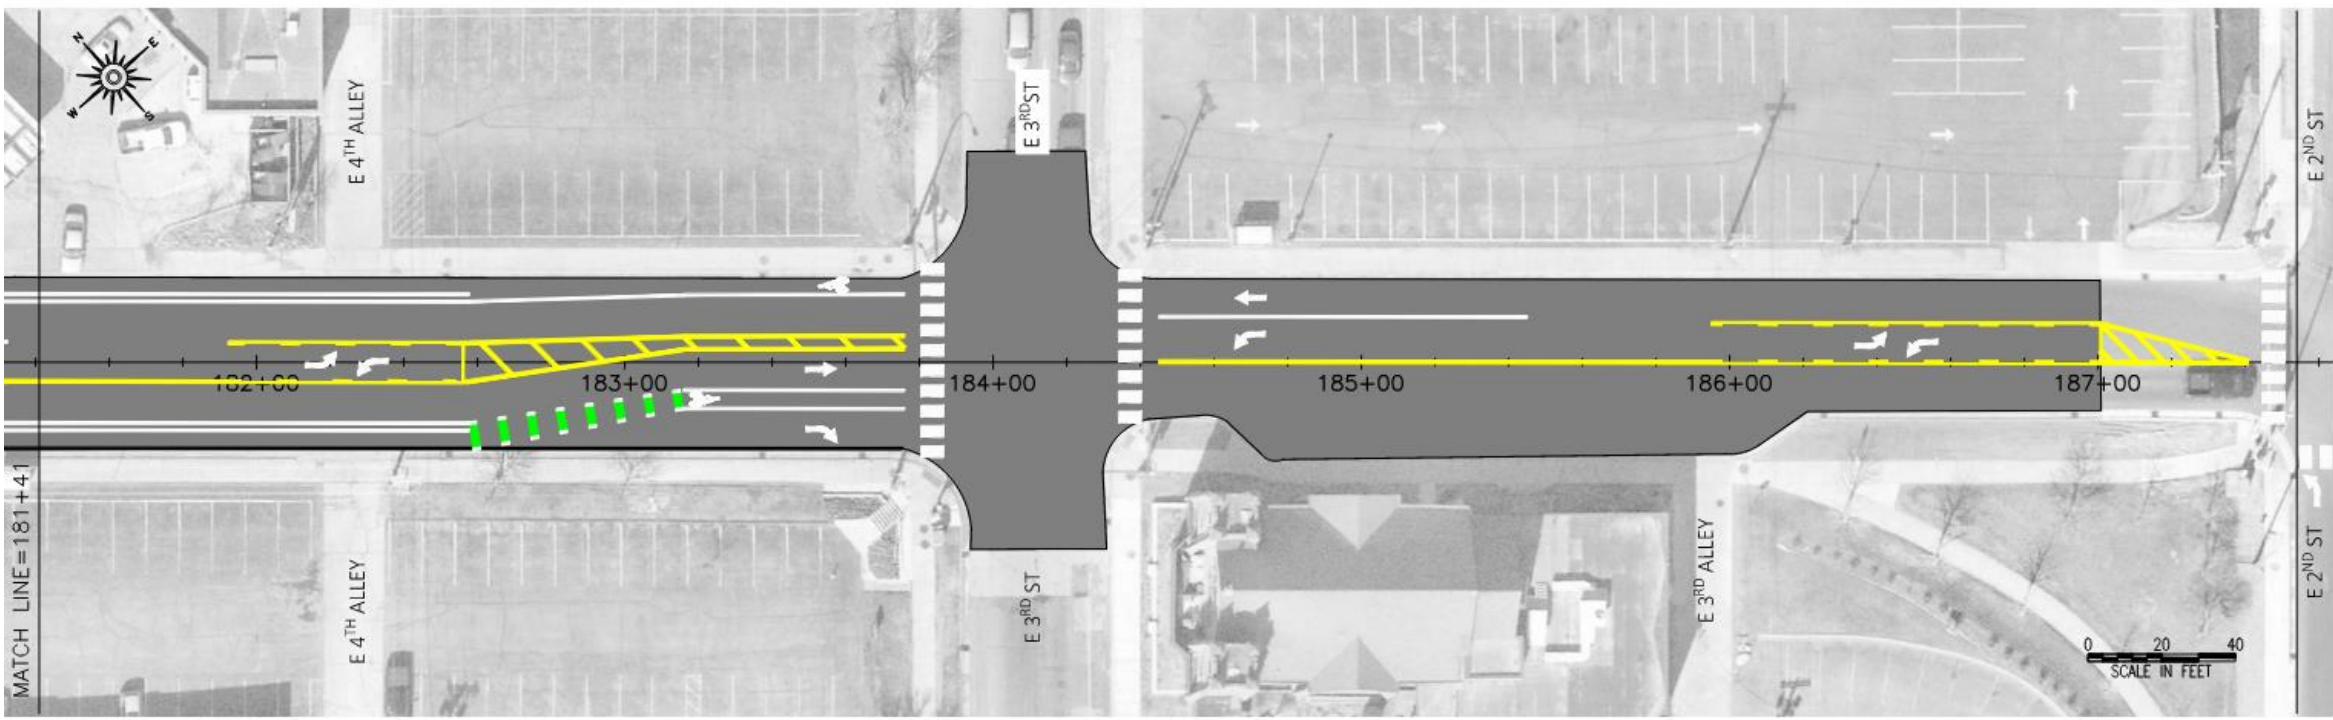 N
E
W
S
E 4TH ALLEY
E 3RD ST
E 2ND ST
182+00
183+00
184+00
185+00
186+00
187+00
MATCH LINE=181+41
E 4TH ALLEY
E 3RD ST
E 3RD ALLEY
E 2ND ST
0 20 40
SCALE IN FEET